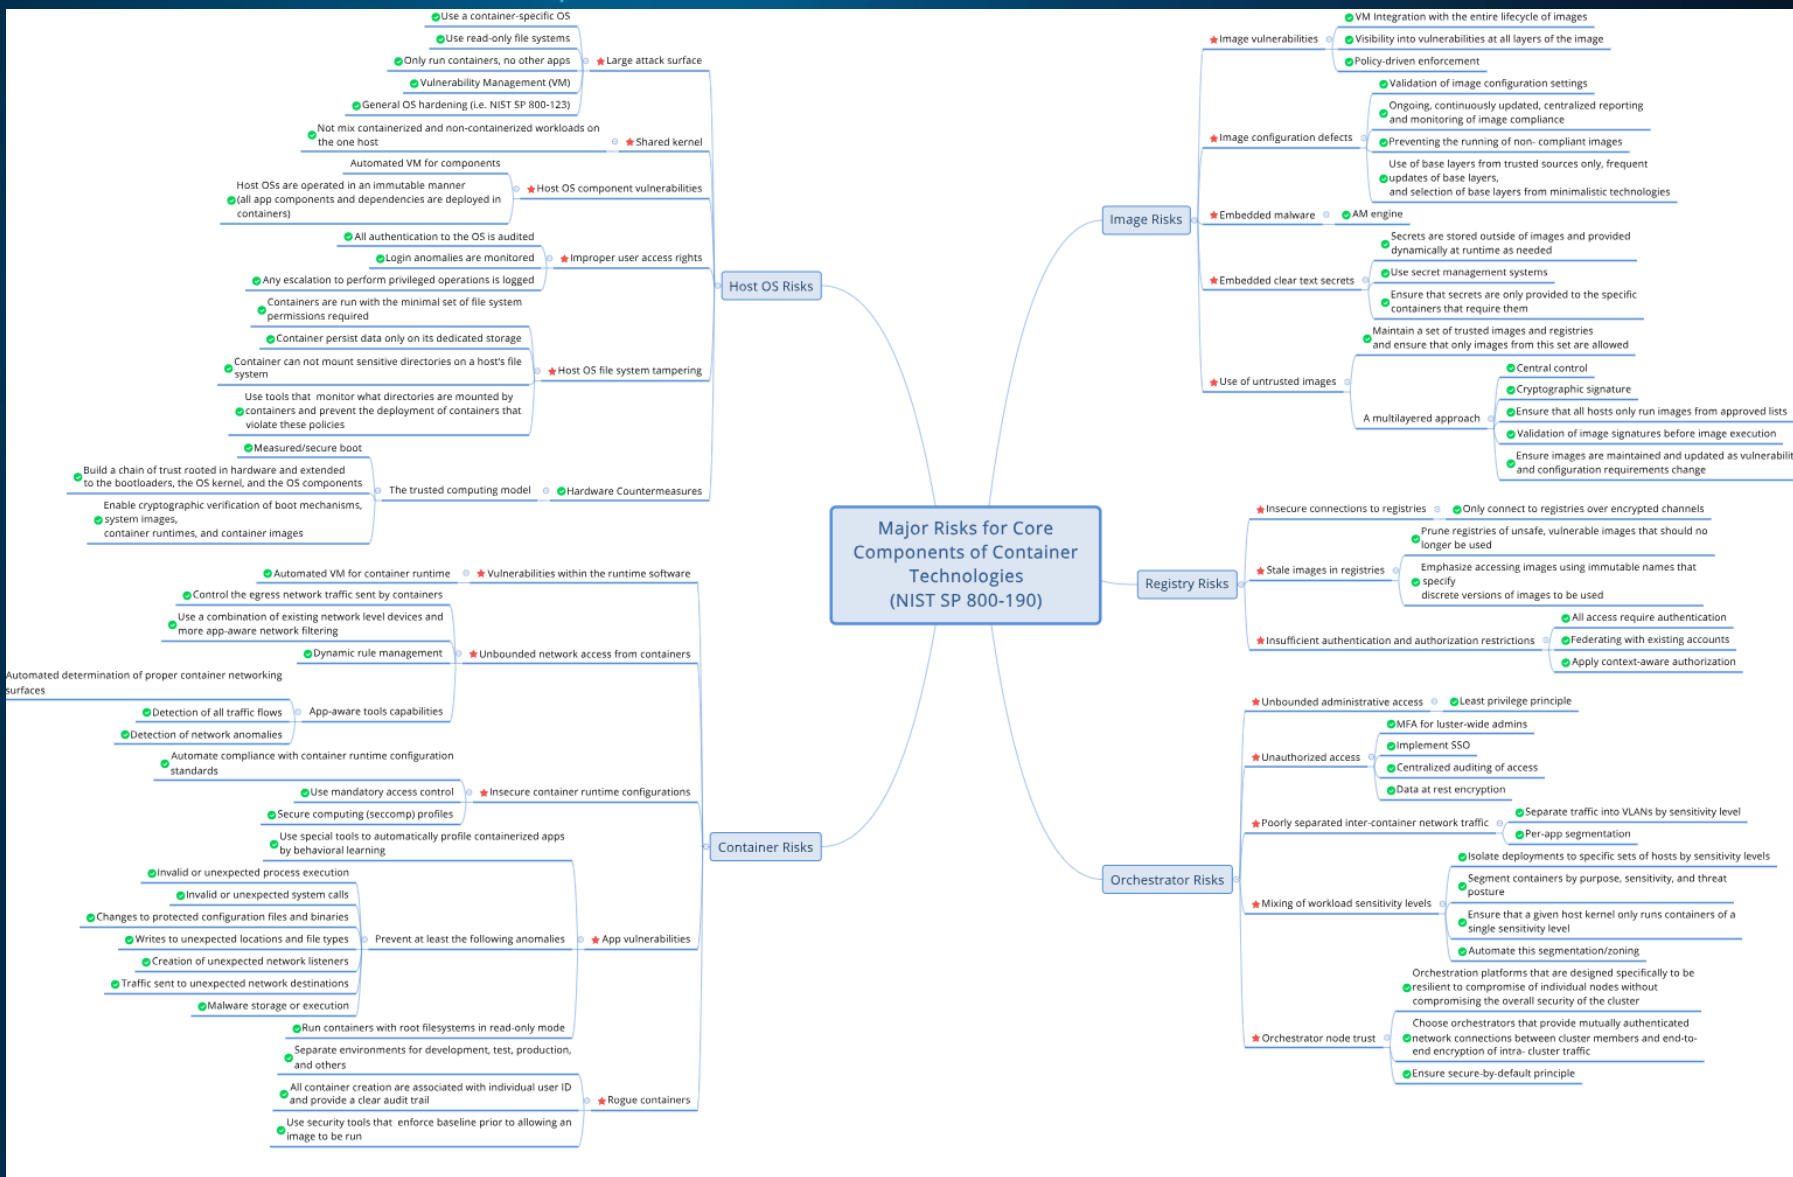 Major Risks for Core
Components of Container
Technologies
(NIST SP 800-190)
Host OS Risks
Large attack surface
Use a container-specific OS
Use read-only file systems
Only run containers, no other apps
Vulnerability Management (VM)
General OS hardening (i.e. NIST SP 800-123)
Shared kernel
Not mix containerized and non-containerized workloads on
the one host
Host OS component vulnerabilities
Automated VM for components
Host OSs are operated in an immutable manner
(all app components and dependencies are deployed in
containers)
Improper user access rights
All authentication to the OS is audited
Login anomalies are monitored
Any escalation to perform privileged operations is logged
Host OS file system tampering
Containers are run with the minimal set of file system
permissions required
Container persist data only on its dedicated storage
Container can not mount sensitive directories on a host's file
system
Use tools that monitor what directories are mounted by
containers and prevent the deployment of containers that
violate these policies
Hardware Countermeasures
The trusted computing model
Measured/secure boot
Build a chain of trust rooted in hardware and extended
to the bootloaders, the OS kernel, and the OS components
Enable cryptographic verification of boot mechanisms,
system images,
container runtimes, and container images
Container Risks
Vulnerabilities within the runtime software
Automated VM for container runtime
Unbounded network access from containers
Control the egress network traffic sent by containers
Use a combination of existing network level devices and
more app-aware network filtering
Dynamic rule management
App-aware tools capabilities
Automated determination of proper container networking
surfaces
Detection of all traffic flows
Detection of network anomalies
Insecure container runtime configurations
Automate compliance with container runtime configuration
standards
Use mandatory access control
Secure computing (seccomp) profiles
App vulnerabilities
Use special tools to automatically profile containerized apps
by behavioral learning
Prevent at least the following anomalies
Invalid or unexpected process execution
Invalid or unexpected system calls
Changes to protected configuration files and binaries
Writes to unexpected locations and file types
Creation of unexpected network listeners
Traffic sent to unexpected network destinations
Malware storage or execution
Run containers with root filesystems in read-only mode
Rogue containers
Separate environments for development, test, production,
and others
All container creation are associated with individual user ID
and provide a clear audit trail
Use security tools that enforce baseline prior to allowing an
image to be run
Image Risks
Image vulnerabilities
VM Integration with the entire lifecycle of images
Visibility into vulnerabilities at all layers of the image
Policy-driven enforcement
Image configuration defects
Validation of image configuration settings
Ongoing, continuously updated, centralized reporting
and monitoring of image compliance
Preventing the running of non- compliant images
Use of base layers from trusted sources only, frequent
updates of base layers,
and selection of base layers from minimalistic technologies
Embedded malware
AM engine
Embedded clear text secrets
Secrets are stored outside of images and provided
dynamically at runtime as needed
Use secret management systems
Ensure that secrets are only provided to the specific
containers that require them
Use of untrusted images
Maintain a set of trusted images and registries
and ensure that only images from this set are allowed
A multilayered approach
Central control
Cryptographic signature
Ensure that all hosts only run images from approved lists
Validation of image signatures before image execution
Ensure images are maintained and updated as vulnerabilit
and configuration requirements change
Registry Risks
Insecure connections to registries
Only connect to registries over encrypted channels
Stale images in registries
Prune registries of unsafe, vulnerable images that should no
longer be used
Emphasize accessing images using immutable names that
specify
discrete versions of images to be used
Insufficient authentication and authorization restrictions
All access require authentication
Federating with existing accounts
Apply context-aware authorization
Orchestrator Risks
Unbounded administrative access
Least privilege principle
Unauthorized access
MFA for luster-wide admins
Implement SSO
Centralized auditing of access
Data at rest encryption
Poorly separated inter-container network traffic
Separate traffic into VLANs by sensitivity level
Per-app segmentation
Mixing of workload sensitivity levels
Isolate deployments to specific sets of hosts by sensitivity levels
Segment containers by purpose, sensitivity, and threat
posture
Ensure that a given host kernel only runs containers of a
single sensitivity level
Automate this segmentation/zoning
Orchestrator node trust
Orchestration platforms that are designed specifically to be
resilient to compromise of individual nodes without
compromising the overall security of the cluster
Choose orchestrators that provide mutually authenticated
network connections between cluster members and end-to-
end encryption of intra- cluster traffic
Ensure secure-by-default principle